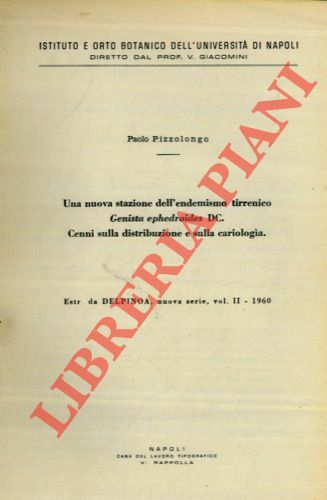 ISTITUTO E ORTO BOTANICO DELL'UNIVERSITÀ DI NAPOLI
DIRETTO DAL PROF. V. GIACOMINI
Paolo Pizzolongo
Una nuova stazione dell'endemismo tirrenico
Genista ephedroides DC.
Cenni sulla distribuzione e sulla cariologia.
Estr. da DELPINOA, nuova serie, vol. II - 1960
LIBRERIA PIANI
NAPOLI
CASA DEL LAVORO TIPOGRAFICO
V. RAPPOLLA